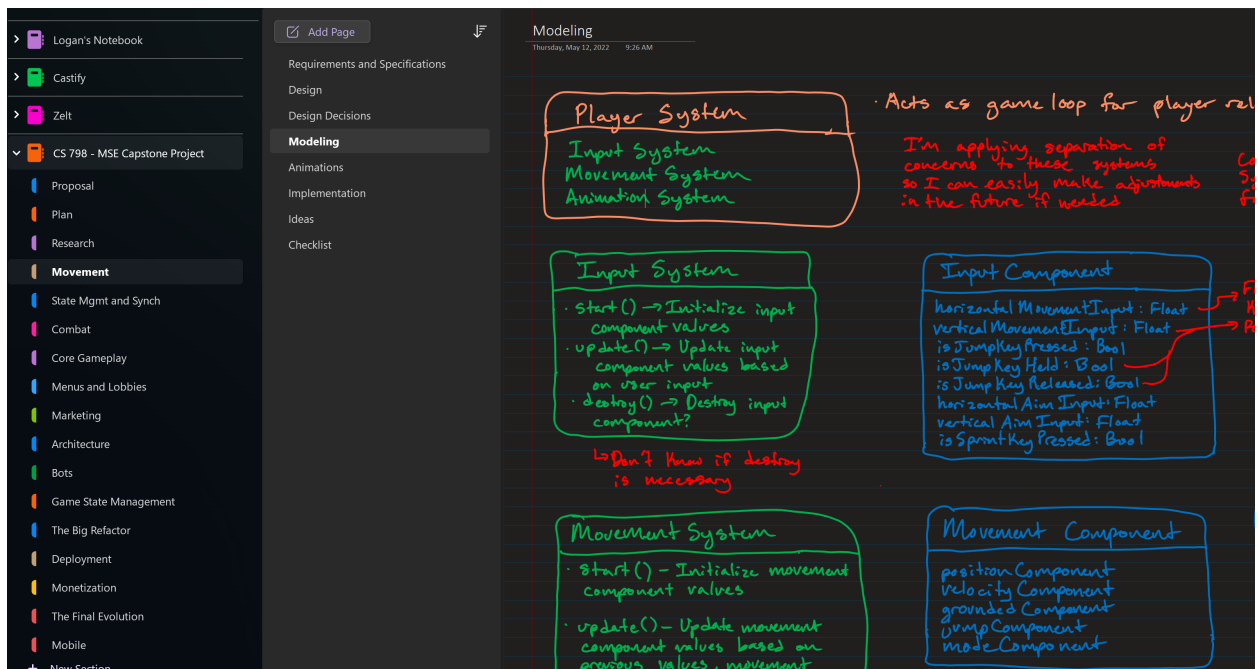 Logan's Notebook
Castify
Zelt
CS 798 - MSE Capstone Project
Proposal
Plan
Research
Movement
State Mgmt and Synch
Combat
Core Gameplay
Menus and Lobbies
Marketing
Architecture
Bots
Game State Management
The Big Refactor
Deployment
Monetization
The Final Evolution
Mobile
New Section
Add Page
Requirements and Specifications
Design
Design Decisions
Modeling
Animations
Implementation
Ideas
Checklist
Modeling
Thursday, May 12, 2022 9:26 AM
Player System
Input System
Movement System
Animation System
· Acts as game loop for player rel
I'm applying separation of
concerns to these systems
so I can easily make adjustments
in the future if needed
Input System
· start() → Initialize input
component values
· update() → Update input
component values based
on user input
· destroy() → Destroy input
component?
↳ Don't know if destroy
is necessary
Input Component
horizontalMovementInput : Float
verticalMovementInput : Float
isJumpKeyPressed : Bool
isJumpKeyHeld : Bool
isJumpKeyReleased : Bool
horizontalAimInput : Float
verticalAimInput : Float
isSprintKeyPressed : Bool
Movement System
· start() - Initialize movement
component values
· update() - Update movement
component values based on
previous values, movement
Movement Component
positionComponent
velocityComponent
groundedComponent
jumpComponent
modeComponent